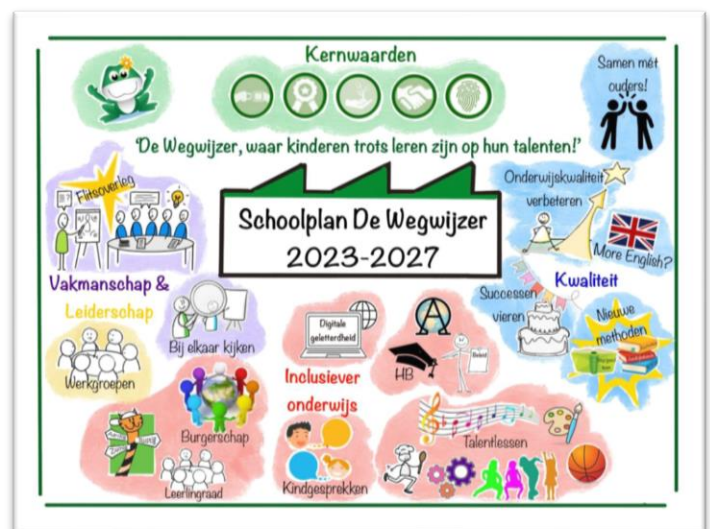 Kernwaarden
Samen mét
ouders!
'De Wegwijzer, waar kinderen trots leren zijn op hun talenten!'
Flitsoverleg
Onderwijskwaliteit
verbeteren
Schoolplan De Wegwijzer
2023-2027
More English?
Vakmanschap &
Leiderschap
Kwaliteit
Successen
vieren
Nieuwe
methoden
Bij elkaar kijken
Werkgroepen
Digitale
geletterdheid
Inclusiever
onderwijs
HB
Beleid
Burgerschap
Leerlingraad
Kindgesprekken
Talentlessen